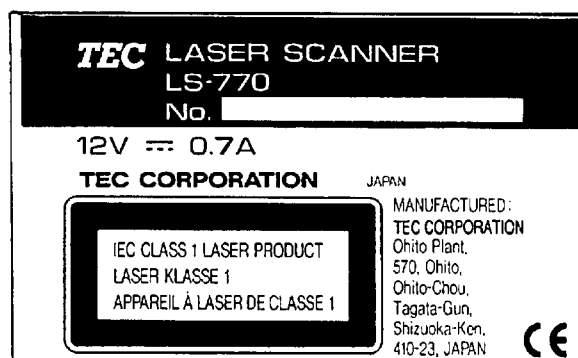 TEC LASER SCANNER
LS-770
No.
12V ⎓ 0.7A
TEC CORPORATION JAPAN
IEC CLASS 1 LASER PRODUCT
LASER KLASSE 1
APPAREIL À LASER DE CLASSE 1
MANUFACTURED:
TEC CORPORATION
Ohito Plant,
570, Ohito,
Ohito-Chou,
Tagata-Gun,
Shizuoka-Ken,
410-23, JAPAN
CE